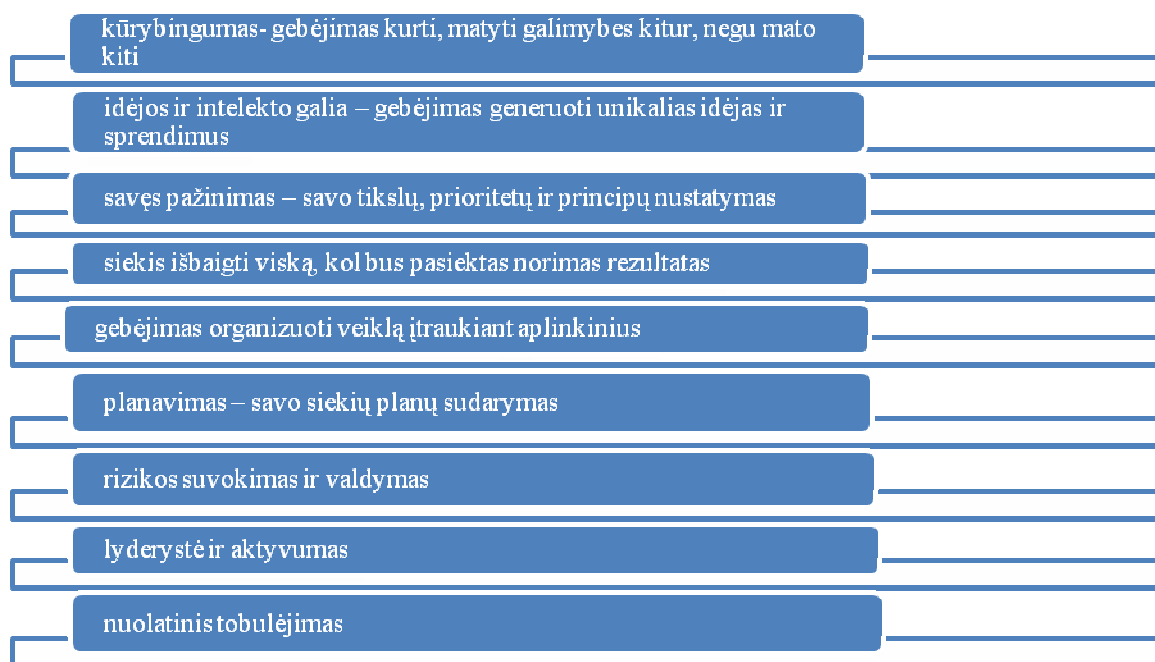 kūrybingumas- gebėjimas kurti, matyti galimybes kitur, negu mato
kiti
idėjos ir intelekto galia – gebėjimas generuoti unikalias idėjas ir
sprendimus
savęs pažinimas – savo tikslų, prioritetų ir principų nustatymas
siekis išbaigti viską, kol bus pasiektas norimas rezultatas
gebėjimas organizuoti veiklą įtraukiant aplinkinius
planavimas – savo siekių planų sudarymas
rizikos suvokimas ir valdymas
lyderystė ir aktyvumas
nuolatinis tobulėjimas